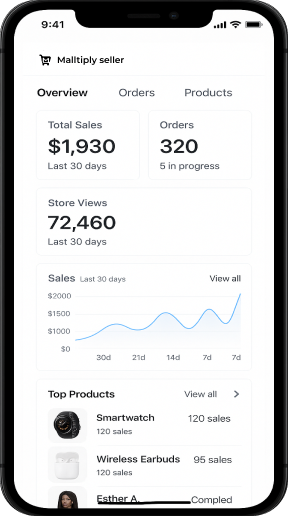 9:41
Malltiply seller
Overview Orders Products
Total Sales
$1,930
Last 30 days
Orders
320
5 in progress
Store Views
72,460
Last 30 days
Sales Last 30 days View all
$2000
$1500
$1000
$0
30d 21d 14d 7d 7d
Top Products View all
Smartwatch 120 sales
120 sales
Wireless Earbuds 95 sales
120 sales
Esther A. Compled